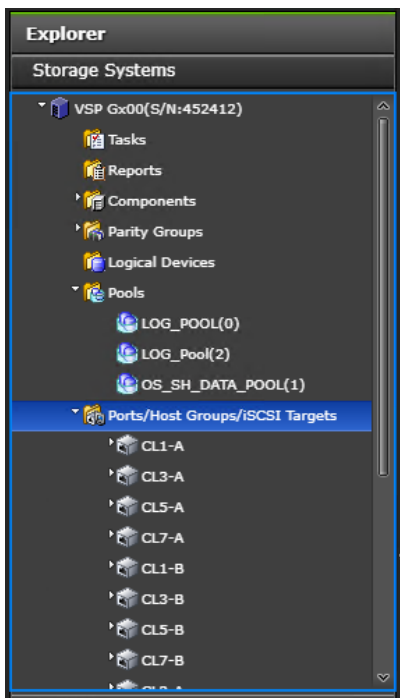 Explorer
Storage Systems
VSP Gx00(S/N:452412)
Tasks
Reports
Components
Parity Groups
Logical Devices
Pools
LOG_POOL(0)
LOG_Pool(2)
OS_SH_DATA_POOL(1)
Ports/Host Groups/iSCSI Targets
CL1-A
CL3-A
CL5-A
CL7-A
CL1-B
CL3-B
CL5-B
CL7-B